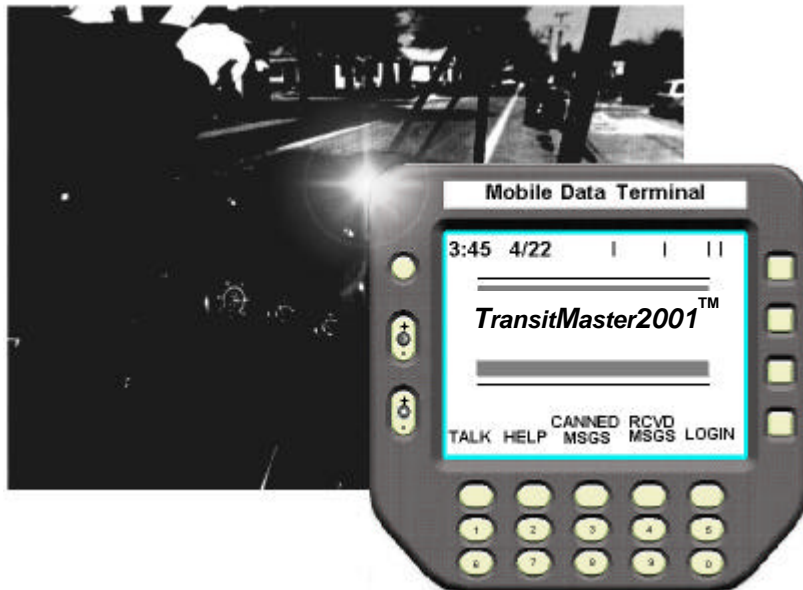 Mobile Data Terminal
3:45 4/22
TransitMaster2001™
TALK HELP CANNED MSGS RCVD MSGS LOGIN
1 2 3 4 5
6 7 8 9 0